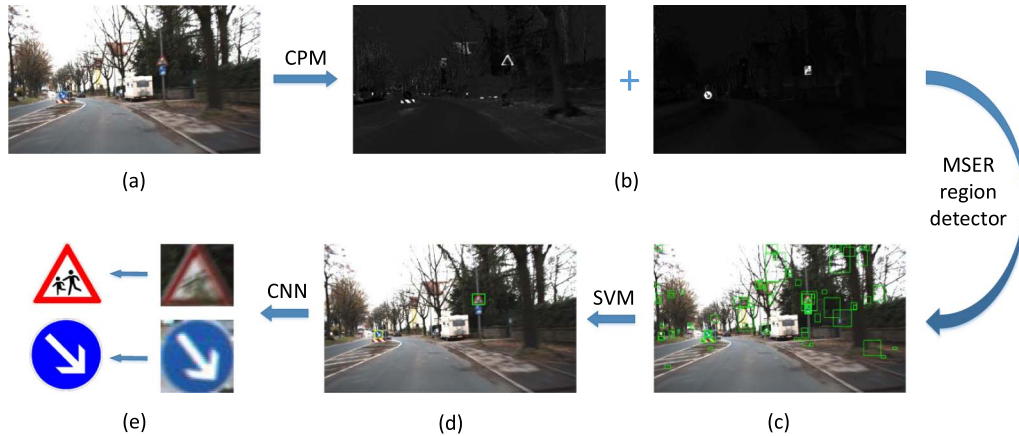 CPM
+
(a)
(b)
MSER
region
detector
CNN
SVM
(e)
(d)
(c)